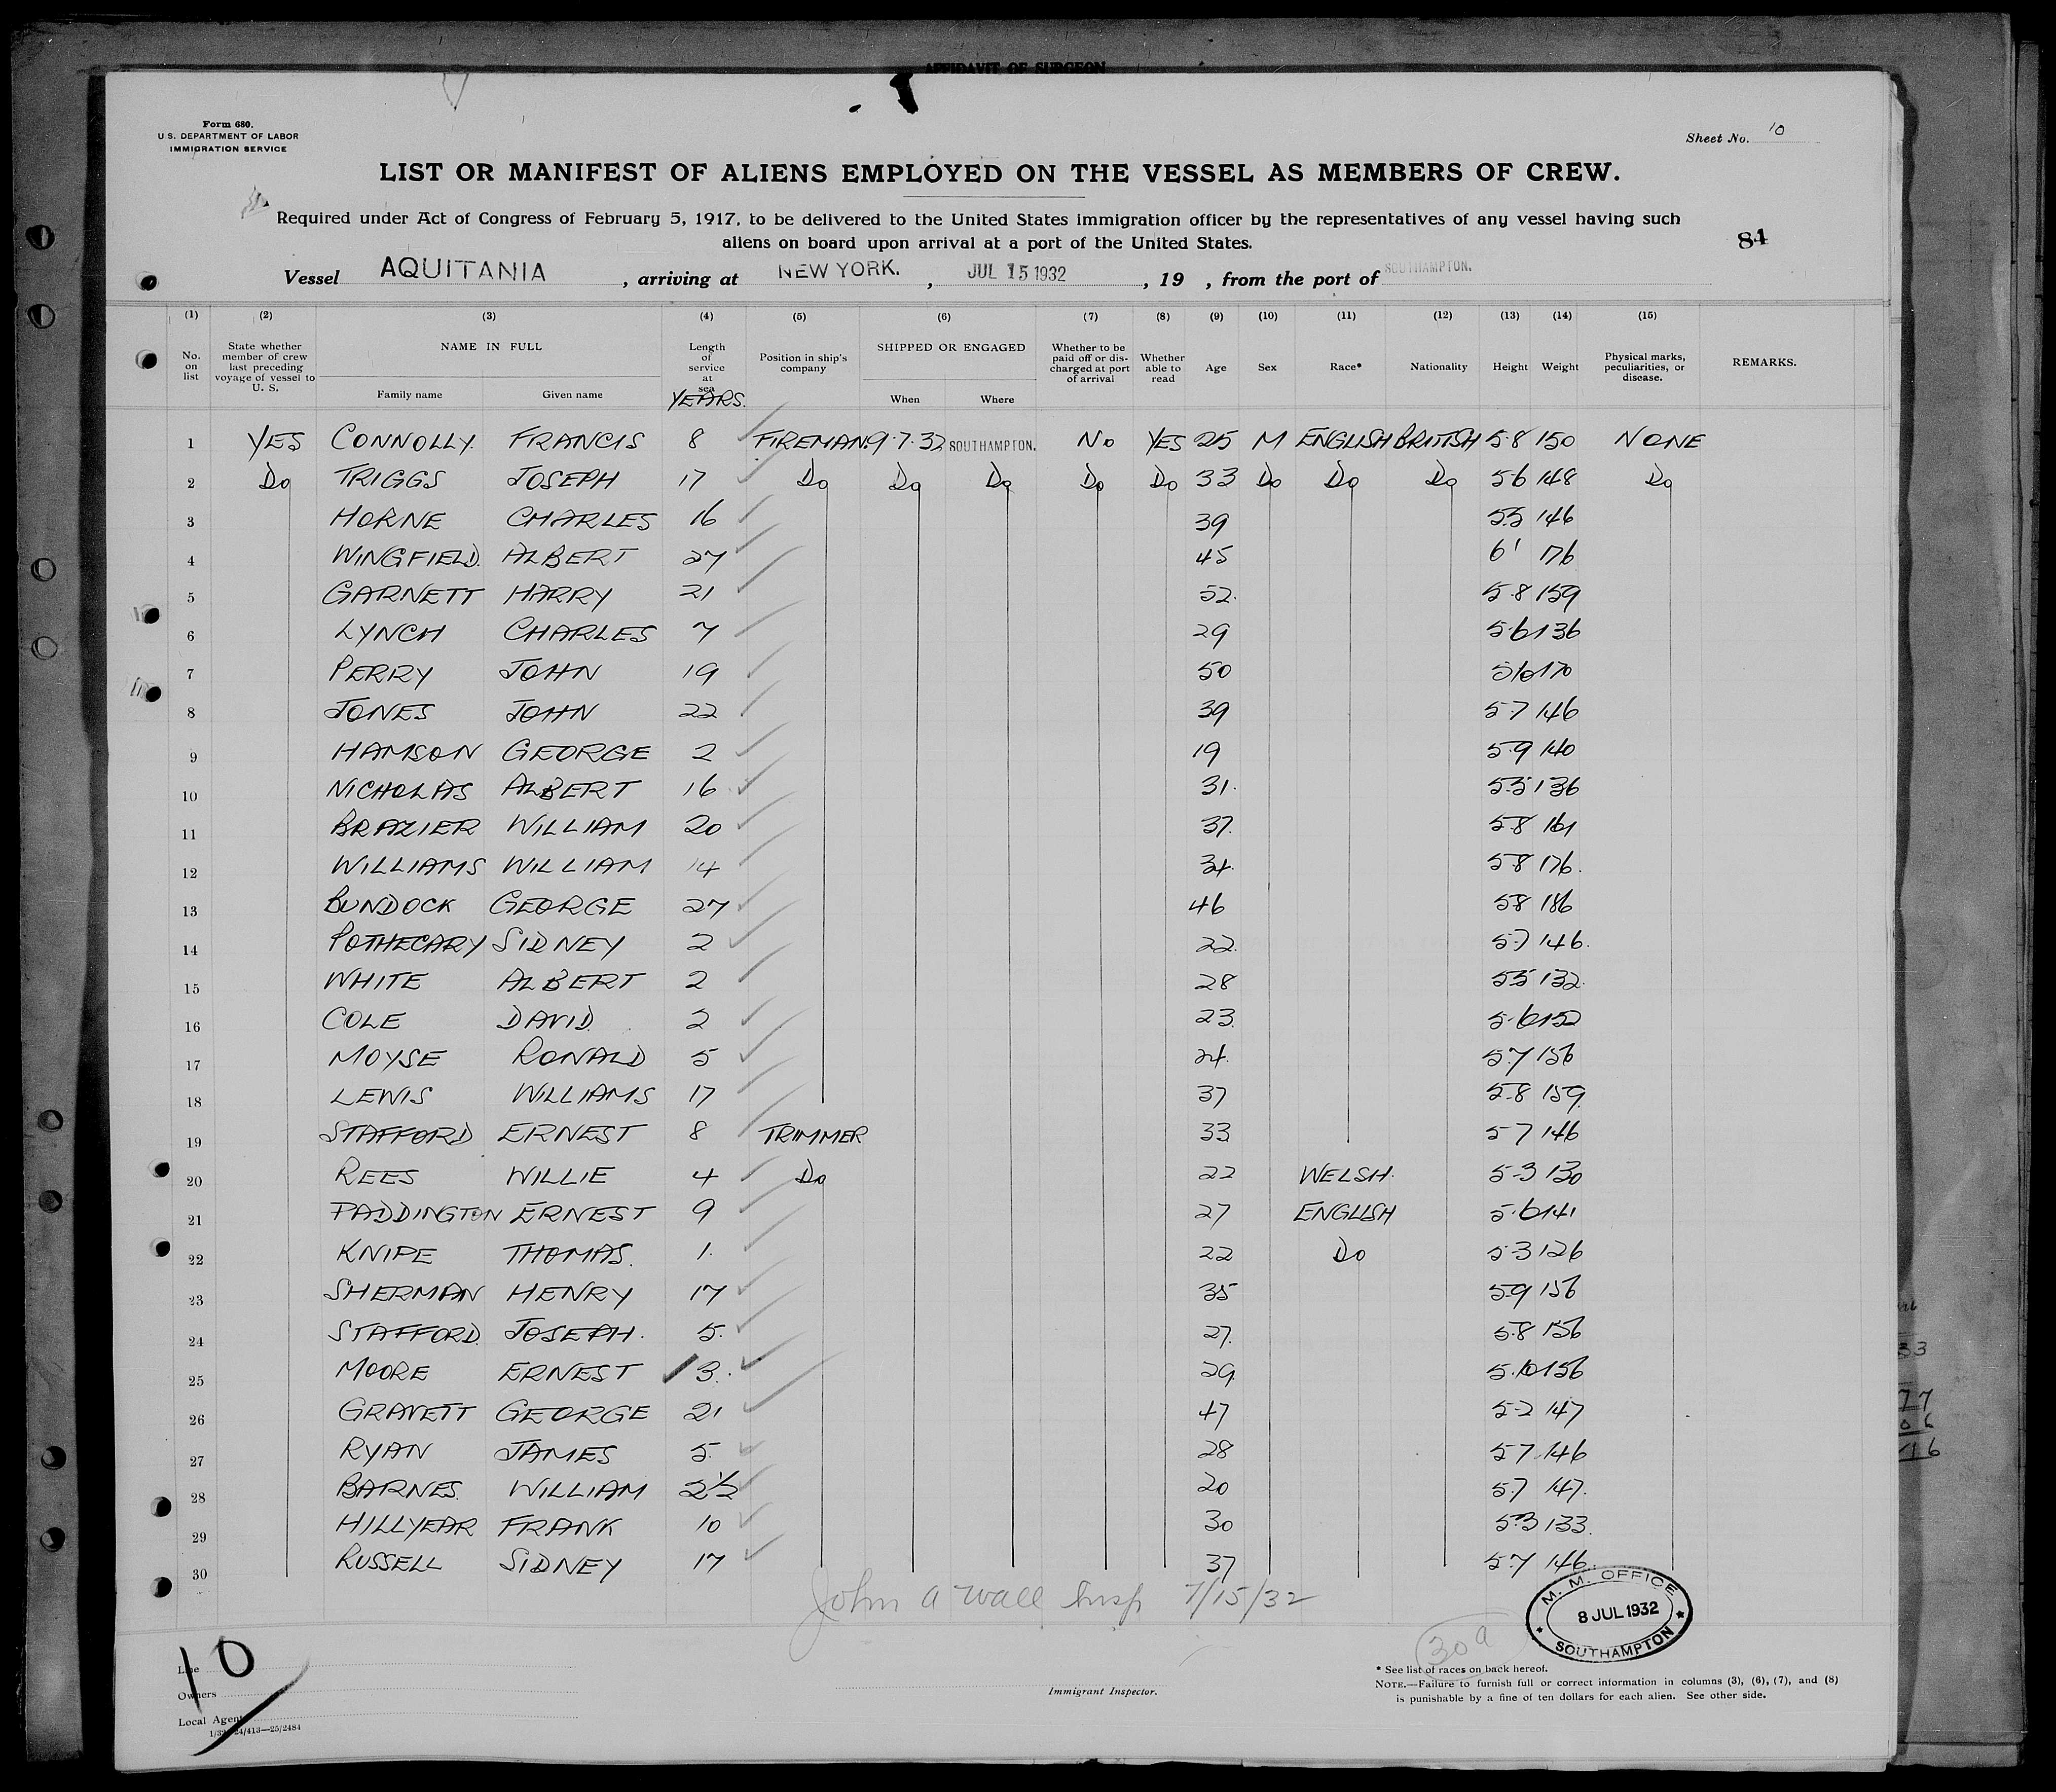 AFFIDAVIT OF SURGEON
Form 680.
U.S. DEPARTMENT OF LABOR
IMMIGRATION SERVICE
Sheet No. 10
LIST OR MANIFEST OF ALIENS EMPLOYED ON THE VESSEL AS MEMBERS OF CREW.
Required under Act of Congress of February 5, 1917, to be delivered to the United States immigration officer by the representatives of any vessel having such
aliens on board upon arrival at a port of the United States.
84
Vessel AQUITANIA, arriving at NEW YORK., JUL 15 1932, 19 , from the port of SOUTHAMPTON.
(1) (2) (3) (4) (5) (6) (7) (8) (9) (10) (11) (12) (13) (14) (15)
No. on list State whether member of crew last preceding voyage of vessel to U. S. NAME IN FULL Family name Given name Length of service at sea YEARS. Position in ship's company SHIPPED OR ENGAGED When Where Whether to be paid off or discharged at port of arrival Whether able to read Age Sex Race* Nationality Height Weight Physical marks, peculiarities, or disease. REMARKS.
1 YES CONNOLLY. FRANCIS 8 FIREMAN. 9.7.32 SOUTHAMPTON. No YES 25 M ENGLISH BRITISH 5.8 150 NONE
2 Do TRIGGS JOSEPH 17 Do Do Do Do Do 33 Do Do Do 5.6 148 Do
3 HORNE CHARLES 16 39 5.5 146
4 WINGFIELD. ALBERT 27 45 6' 176
5 GARNETT HARRY 21 52. 5.8 159
6 LYNCH CHARLES 7 29 5.6 136
7 PERRY JOHN 19 50 170
8 JONES JOHN 22 39 5.7 146
9 HAMSON GEORGE 2 19 5.9 140
10 NICHOLAS ALBERT 16 31. 5.5 136
11 BRAZIER WILLIAM 20 37. 5.8 161
12 WILLIAMS WILLIAM 14 34. 5.8 176.
13 BUNDOCK GEORGE 27 46 5.8 186
14 POTHECARY SIDNEY 2 22. 5.7 146.
15 WHITE ALBERT 2 28 5.5 132.
16 COLE DAVID. 2 23. 5.6 152
17 MOYSE RONALD 5 24. 5.7 156
18 LEWIS WILLIAMS 17 37 5.8 159.
19 STAFFORD ERNEST 8 TRIMMER 33 5.7 146
20 REES WILLIE 4 Do 22 WELSH. 5.3 130
21 PADDINGTON ERNEST 9 27 ENGLISH 5.6 141
22 KNIPE THOMAS. 1. 22 Do 5.3 126
23 SHERMAN HENRY 17 35 5.9 156
24 STAFFORD. JOSEPH. 5. 27. 5.8 156
25 MOORE ERNEST 3. 29. 5.10 156
26 GRAVETT GEORGE 21 47 5.2 147
27 RYAN JAMES 5. 28 5.7 146
28 BARNES. WILLIAM 2½ 20 5.7 147.
29 HILLYEAR FRANK 10 30 5.3 133.
30 RUSSELL SIDNEY 17 37 5.7 146.
John A Wall Insp 7/15/32
M. M. OFFICE
8 JUL 1932
SOUTHAMPTON
10
Line
Owners
Local Agent
Immigrant Inspector.
* See list of races on back hereof.
NOTE.—Failure to furnish full or correct information in columns (3), (6), (7), and (8)
is punishable by a fine of ten dollars for each alien. See other side.